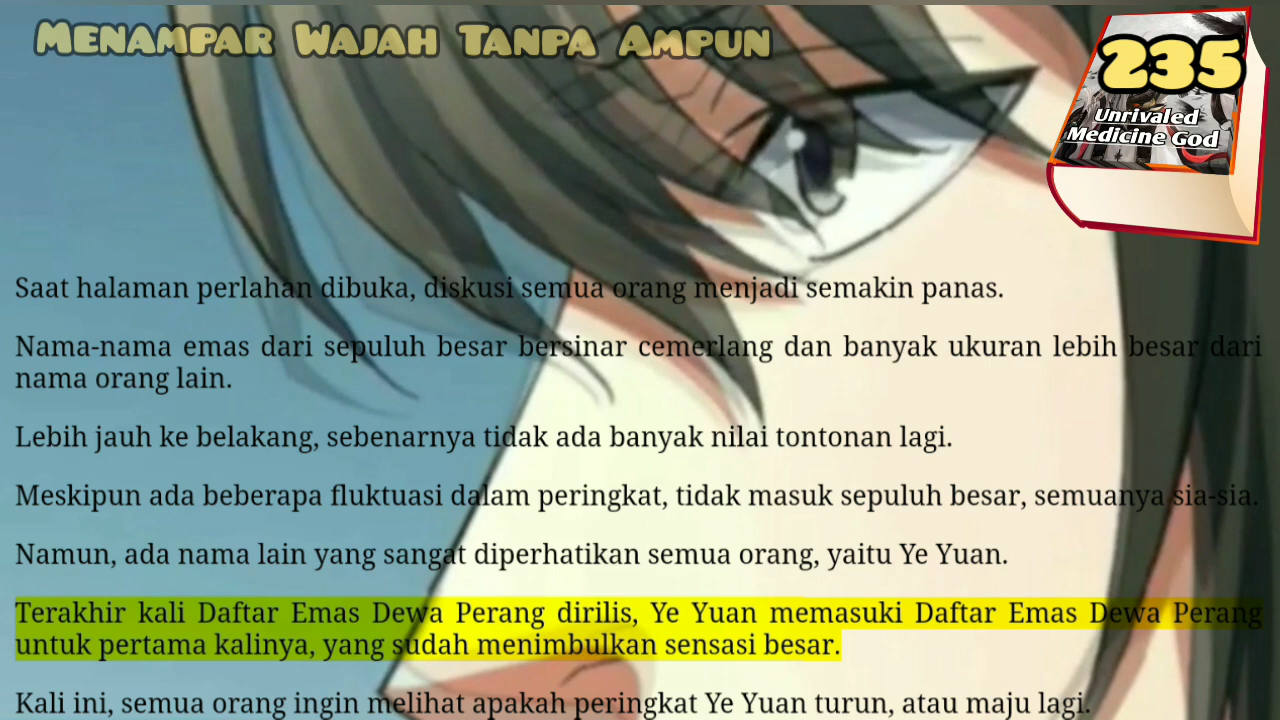 Menampar Wajah Tanpa Ampun
235
Unrivaled
Medicine God
Saat halaman perlahan dibuka, diskusi semua orang menjadi semakin panas.
Nama-nama emas dari sepuluh besar bersinar cemerlang dan banyak ukuran lebih besar dari
nama orang lain.
Lebih jauh ke belakang, sebenarnya tidak ada banyak nilai tontonan lagi.
Meskipun ada beberapa fluktuasi dalam peringkat, tidak masuk sepuluh besar, semuanya sia-sia.
Namun, ada nama lain yang sangat diperhatikan semua orang, yaitu Ye Yuan.
Terakhir kali Daftar Emas Dewa Perang dirilis, Ye Yuan memasuki Daftar Emas Dewa Perang
untuk pertama kalinya, yang sudah menimbulkan sensasi besar.
Kali ini, semua orang ingin melihat apakah peringkat Ye Yuan turun, atau maju lagi.